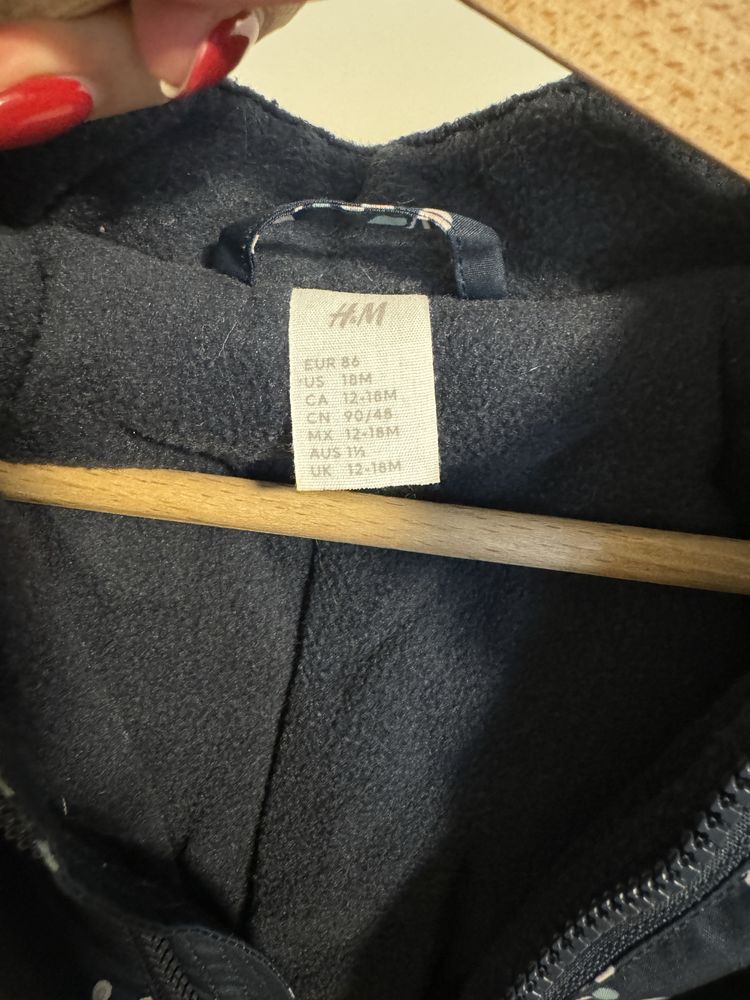 H&M
EUR 86
US 18M
CA 12-18M
CN 90/48
MX 12-18M
AUS 1½
UK 12-18M